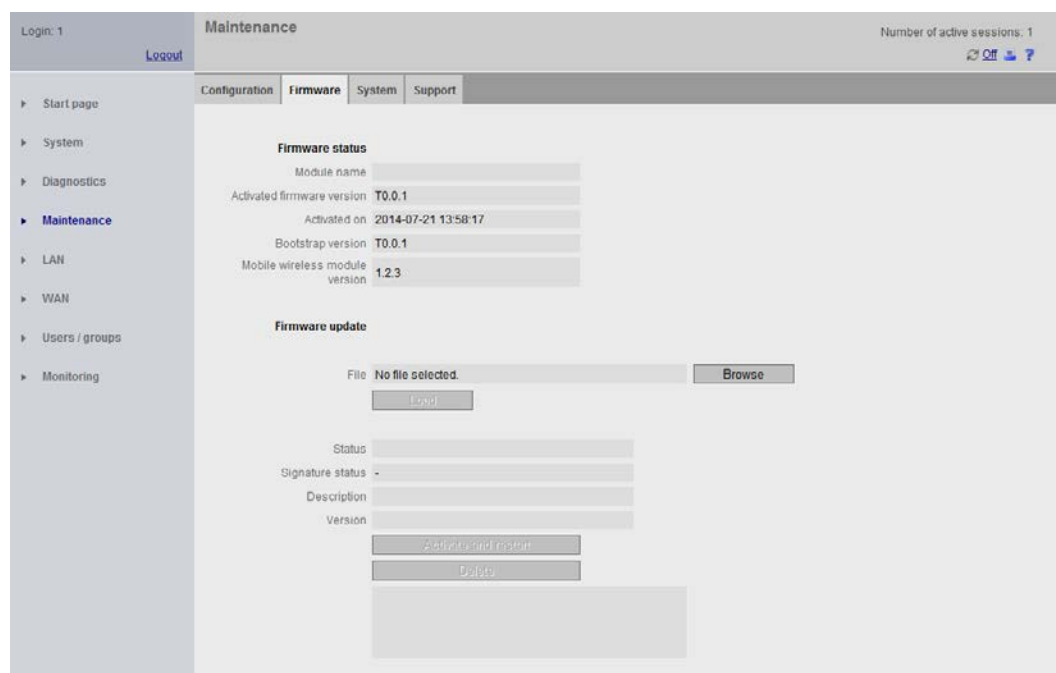 Login: 1
Logout
Maintenance
Number of active sessions: 1
Off ?
Start page
System
Diagnostics
Maintenance
LAN
WAN
Users / groups
Monitoring
Configuration Firmware System Support
Firmware status
Module name
Activated firmware version T0.0.1
Activated on 2014-07-21 13:58:17
Bootstrap version T0.0.1
Mobile wireless module
version 1.2.3
Firmware update
File No file selected. Browse
Load
Status
Signature status -
Description
Version
Activate and restart
Delete